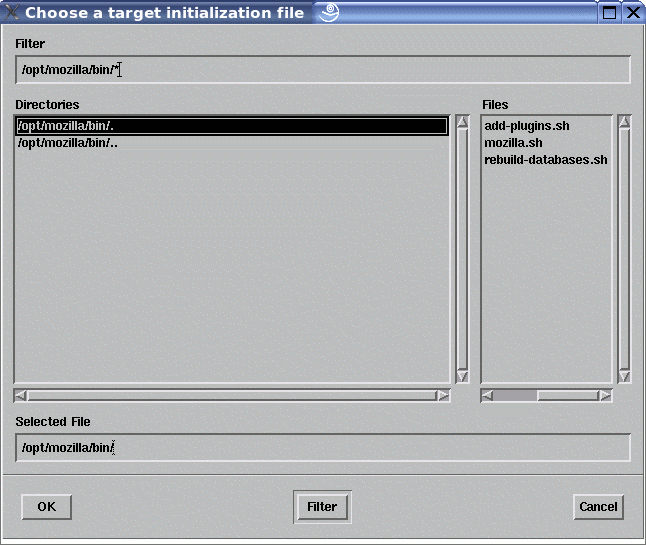 Choose a target initialization file
Filter
/opt/mozilla/bin/*
Directories
Files
/opt/mozilla/bin/.
/opt/mozilla/bin/..
add-plugins.sh
mozilla.sh
rebuild-databases.sh
Selected File
/opt/mozilla/bin/
OK
Filter
Cancel